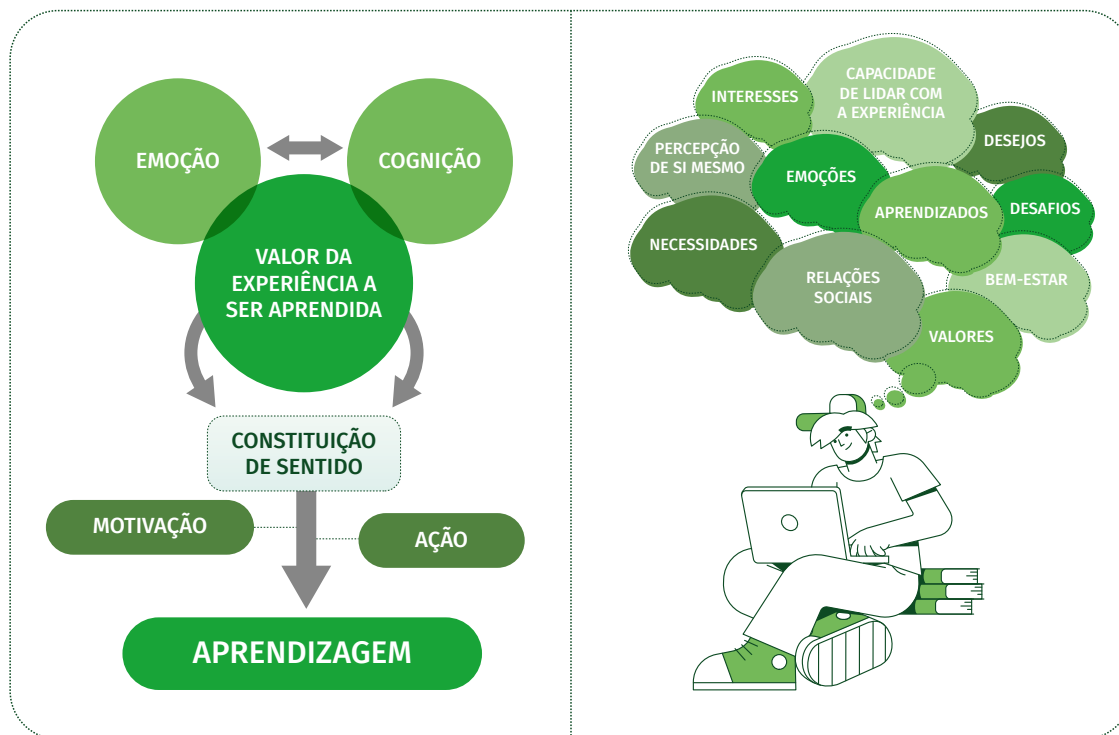 EMOÇÃO
COGNIÇÃO
VALOR DA
EXPERIÊNCIA A
SER APRENDIDA
CONSTITUIÇÃO
DE SENTIDO
MOTIVAÇÃO
AÇÃO
APRENDIZAGEM
INTERESSES
CAPACIDADE
DE LIDAR COM
A EXPERIÊNCIA
DESEJOS
PERCEPÇÃO
DE SI MESMO
EMOÇÕES
APRENDIZADOS
DESAFIOS
NECESSIDADES
RELAÇÕES
SOCIAIS
BEM-ESTAR
VALORES